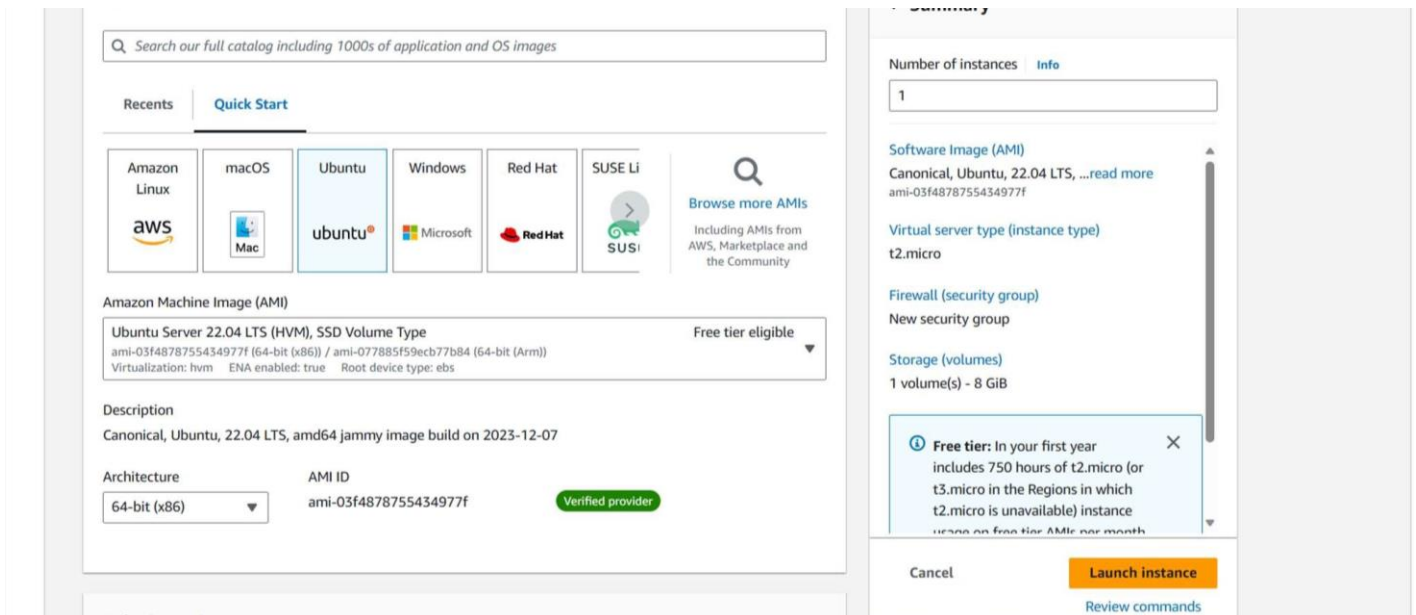 Search our full catalog including 1000s of application and OS images
Recents
Quick Start
Amazon
Linux
aws
macOS
Mac
Ubuntu
ubuntu®
Windows
Microsoft
Red Hat
Red Hat
SUSE Li
SUS
Browse more AMIs
Including AMIs from
AWS, Marketplace and
the Community
Amazon Machine Image (AMI)
Ubuntu Server 22.04 LTS (HVM), SSD Volume Type
Free tier eligible
ami-03f4878755434977f (64-bit (x86)) / ami-077885f59ecb77b84 (64-bit (Arm))
Virtualization: hvm ENA enabled: true Root device type: ebs
Description
Canonical, Ubuntu, 22.04 LTS, amd64 jammy image build on 2023-12-07
Architecture
AMI ID
64-bit (x86)
ami-03f4878755434977f
Verified provider
Summary
Number of instances
Info
1
Software Image (AMI)
Canonical, Ubuntu, 22.04 LTS, ...read more
ami-03f4878755434977f
Virtual server type (instance type)
t2.micro
Firewall (security group)
New security group
Storage (volumes)
1 volume(s) - 8 GiB
Free tier: In your first year
includes 750 hours of t2.micro (or
t3.micro in the Regions in which
t2.micro is unavailable) instance
usage on free tier AMIs per month
Cancel
Launch instance
Review commands